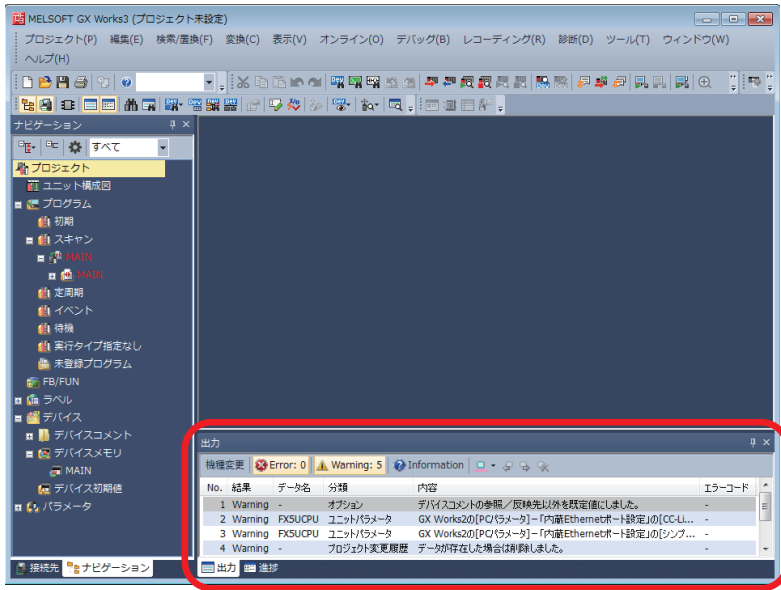 MELSOFT GX Works3 (プロジェクト未設定)
プロジェクト(P) 編集(E) 検索/置換(F) 変換(C) 表示(V) オンライン(O) デバッグ(B) レコーディング(R) 診断(D) ツール(T) ウィンドウ(W)
ヘルプ(H)
ナビゲーション
すべて
プロジェクト
ユニット構成図
プログラム
初期
スキャン
MAIN
MAIN
定周期
イベント
待機
実行タイプ指定なし
未登録プログラム
FB/FUN
ラベル
デバイス
デバイスコメント
デバイスメモリ
MAIN
デバイス初期値
パラメータ
接続先 ナビゲーション
出力
機種変更 Error: 0 Warning: 5 Information
No. 結果 データ名 分類 内容 エラーコード
1 Warning - オプション デバイスコメントの参照／反映先以外を既定値にしました。 -
2 Warning FX5UCPU ユニットパラメータ GX Works2の[PCパラメータ]－「内蔵Ethernetポート設定」の[CC-Li... -
3 Warning FX5UCPU ユニットパラメータ GX Works2の[PCパラメータ]－「内蔵Ethernetポート設定」の[シンプ... -
4 Warning - プロジェクト変更履歴 データが存在した場合は削除しました。 -
出力 進捗